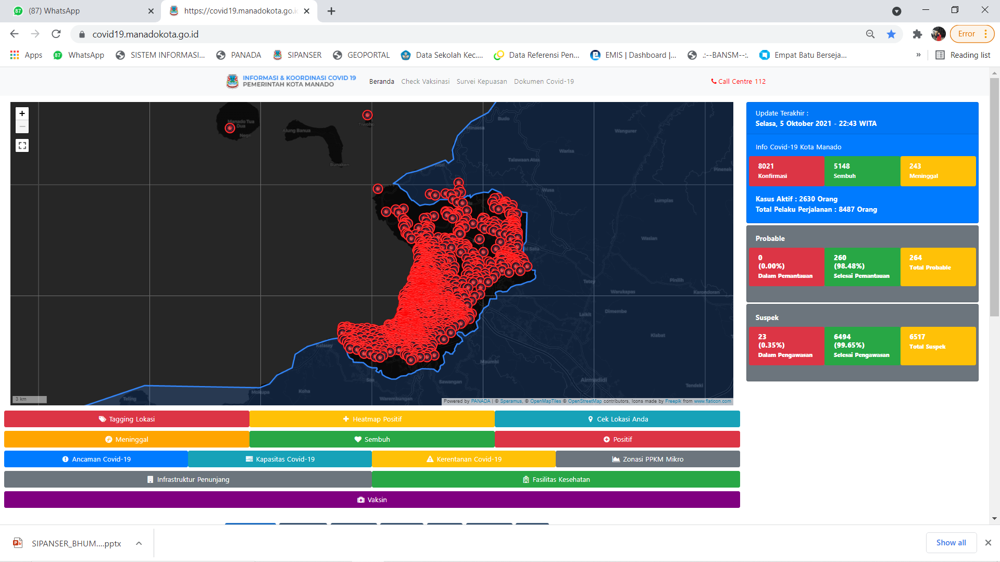 (87) WhatsApp
https://covid19.manadokota.go.id
covid19.manadokota.go.id
Error
Apps
WhatsApp
SISTEM INFORMASI...
PANADA
SIPANSER
GEOPORTAL
Data Sekolah Kec....
Data Referensi Pen...
EMIS | Dashboard |...
.:--BANSM--:.
Empat Batu Berseja...
»
Reading list
INFORMASI & KOORDINASI COVID 19
PEMERINTAH KOTA MANADO
Beranda
Check Vaksinasi
Survei Kepuasan
Dokumen Covid-19
Call Centre 112
+
−
Manado Tua
Dua
Negri
Tiwoho
Alung Banua
Bunaken
Minaesa
Budo
Wangurer
Warisa
Talawaan Atas
Pinenek
Wori
Wusa
Lumplas
Wasian
Tetey
Pinilih
Warukapas
Karondoran
Dimembe
Laikit
Klabat
Kalasey
Maumbi
Airmadidi
Tendeki
Sea
Sawangan
Koha
Mokupa
Teling
Warembungan
3 km
Powered by PANADA | © Speramus, © OpenMapTiles © OpenStreetMap contributors, Icons made by Freepik from www.flaticon.com
Update Terakhir :
Selasa, 5 Oktober 2021 - 22:43 WITA
Info Covid-19 Kota Manado
8021
Konfirmasi
5148
Sembuh
243
Meninggal
Kasus Aktif : 2630 Orang
Total Pelaku Perjalanan : 8487 Orang
Probable
0
(0.00%)
Dalam Pemantauan
260
(98.48%)
Selesai Pemantauan
264
Total Probable
Suspek
23
(0.35%)
Dalam Pengawasan
6494
(99.65%)
Selesai Pengawasan
6517
Total Suspek
Tagging Lokasi
Heatmap Positif
Cek Lokasi Anda
Meninggal
Sembuh
Positif
Ancaman Covid-19
Kapasitas Covid-19
Kerentanan Covid-19
Zonasi PPKM Mikro
Infrastruktur Penunjang
Fasilitas Kesehatan
Vaksin
SIPANSER_BHUM....pptx
Show all